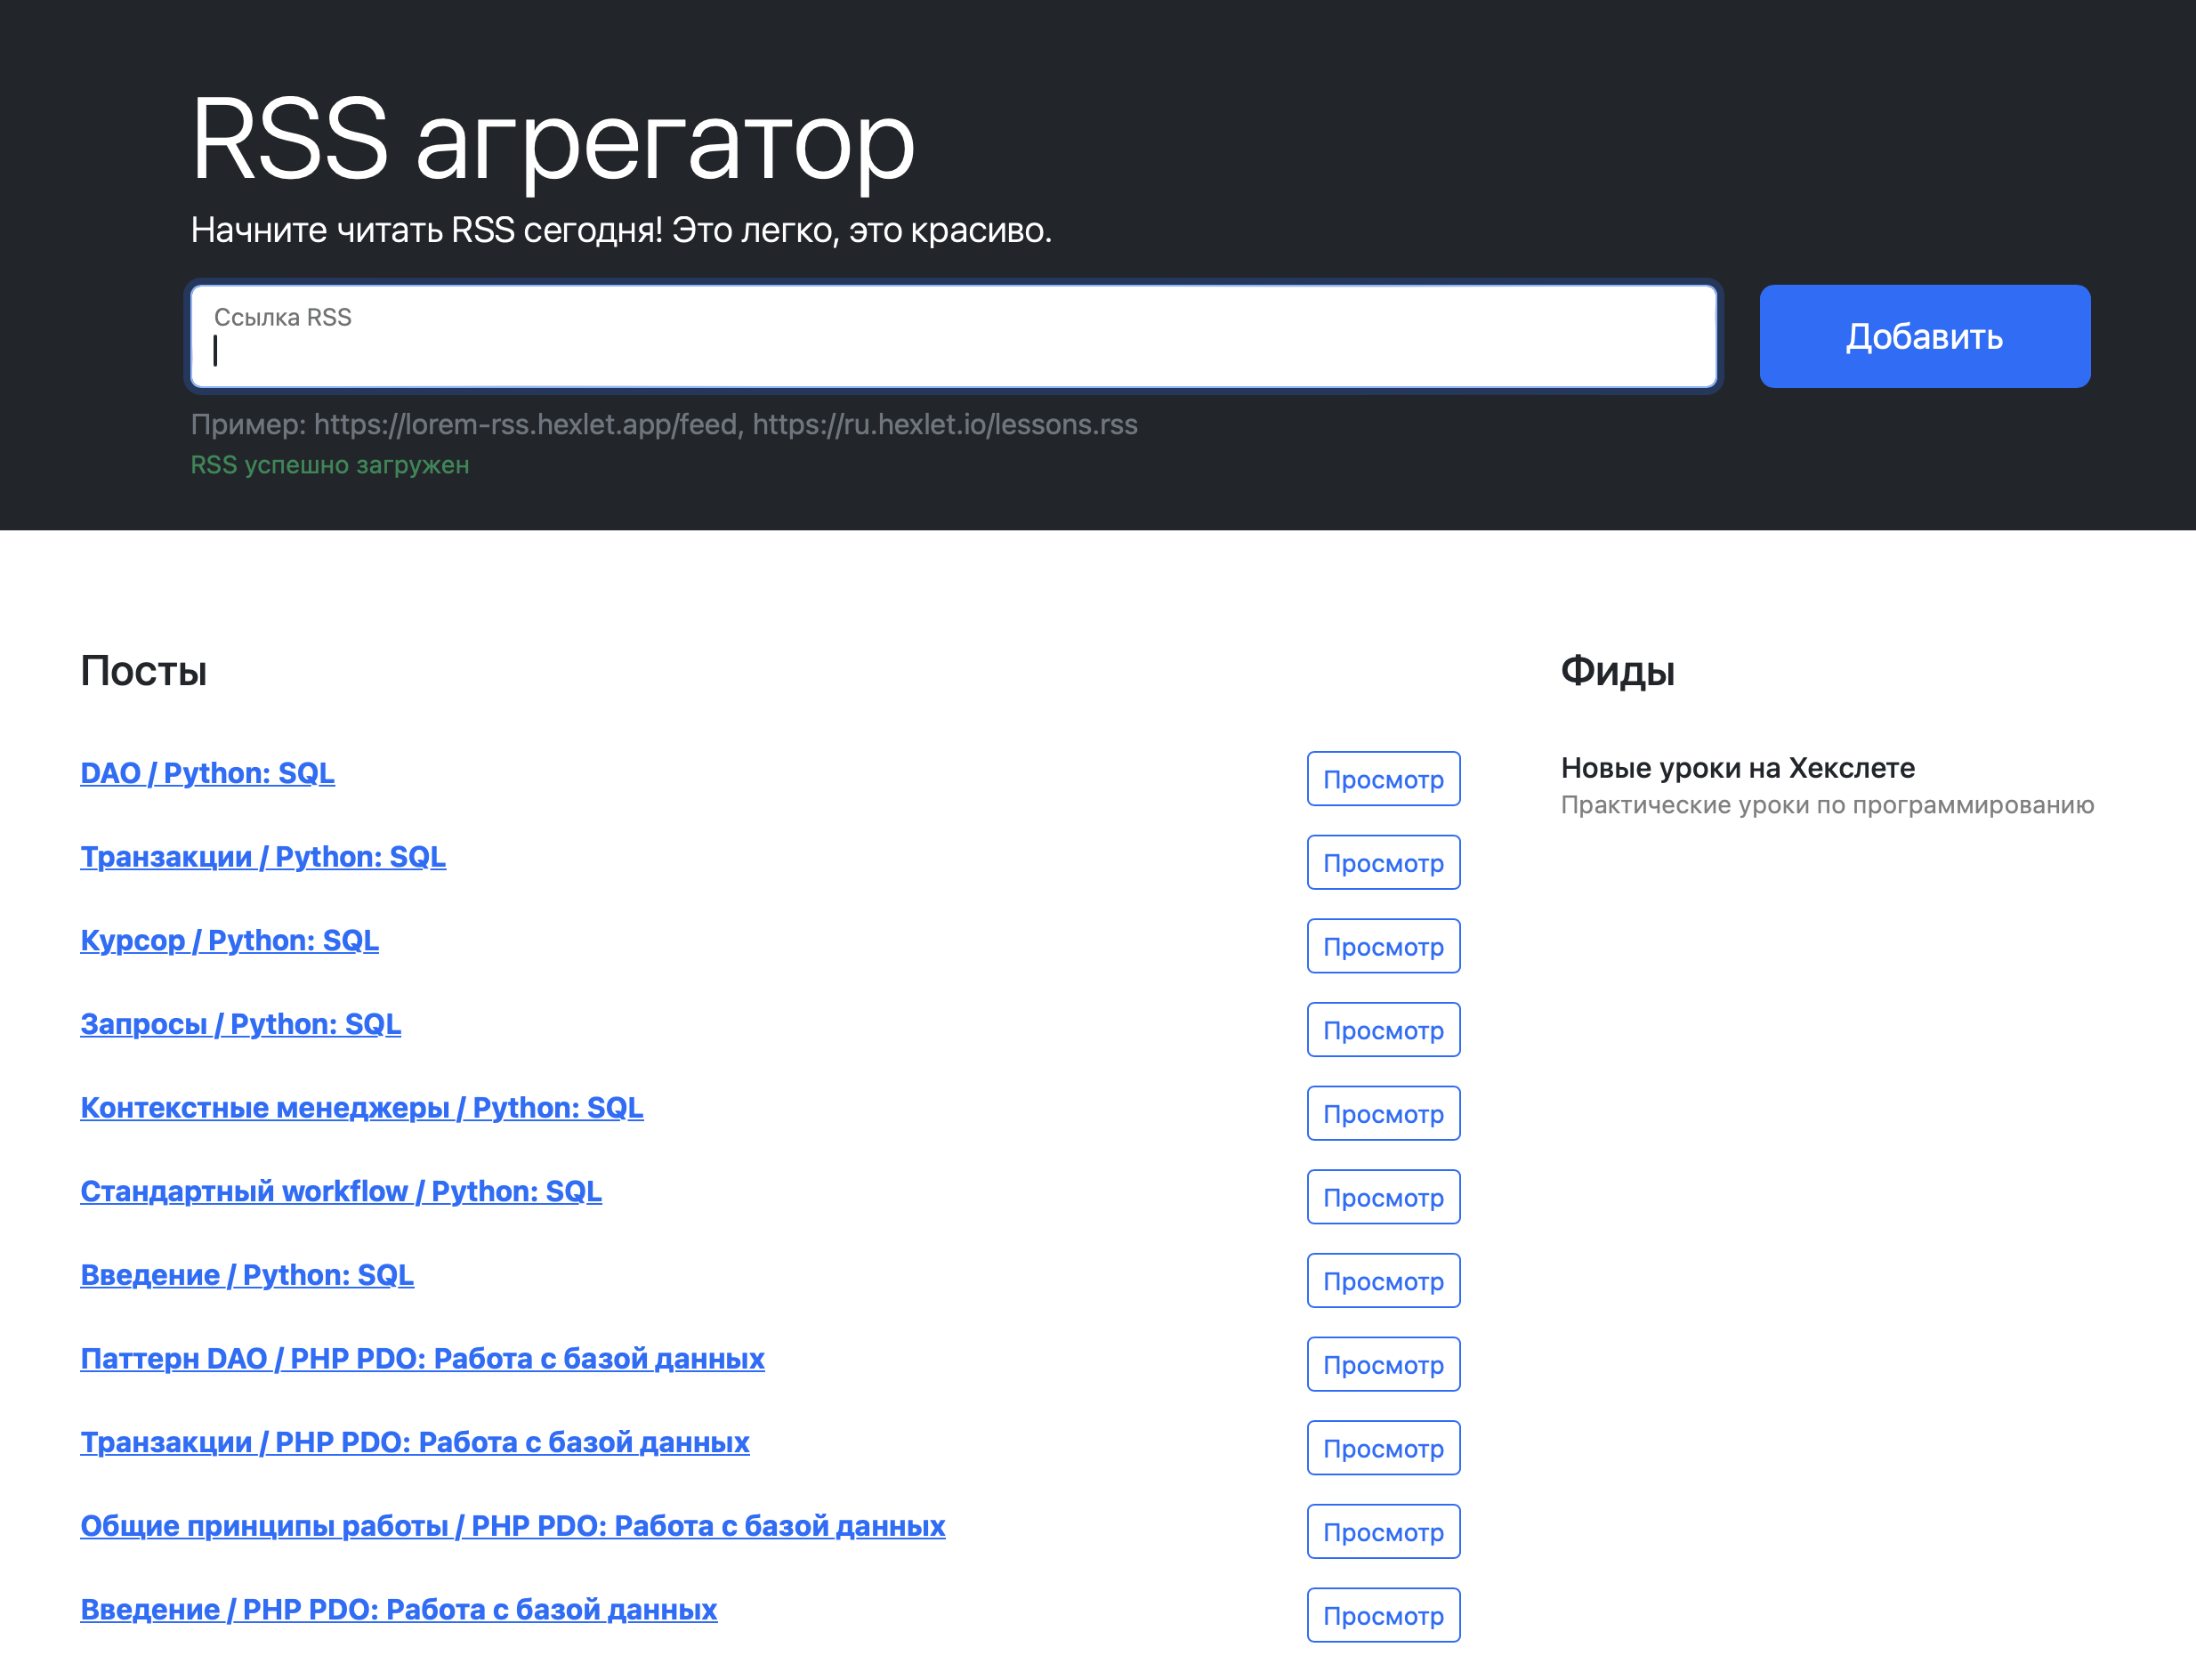 RSS агрегатор
Начните читать RSS сегодня! Это легко, это красиво.
Ссылка RSS
Добавить
Пример: https://lorem-rss.hexlet.app/feed, https://ru.hexlet.io/lessons.rss
RSS успешно загружен
Посты
DAO / Python: SQL
Просмотр
Транзакции / Python: SQL
Просмотр
Курсор / Python: SQL
Просмотр
Запросы / Python: SQL
Просмотр
Контекстные менеджеры / Python: SQL
Просмотр
Стандартный workflow / Python: SQL
Просмотр
Введение / Python: SQL
Просмотр
Паттерн DAO / PHP PDO: Работа с базой данных
Просмотр
Транзакции / PHP PDO: Работа с базой данных
Просмотр
Общие принципы работы / PHP PDO: Работа с базой данных
Просмотр
Введение / PHP PDO: Работа с базой данных
Просмотр
Фиды
Новые уроки на Хекслете
Практические уроки по программированию